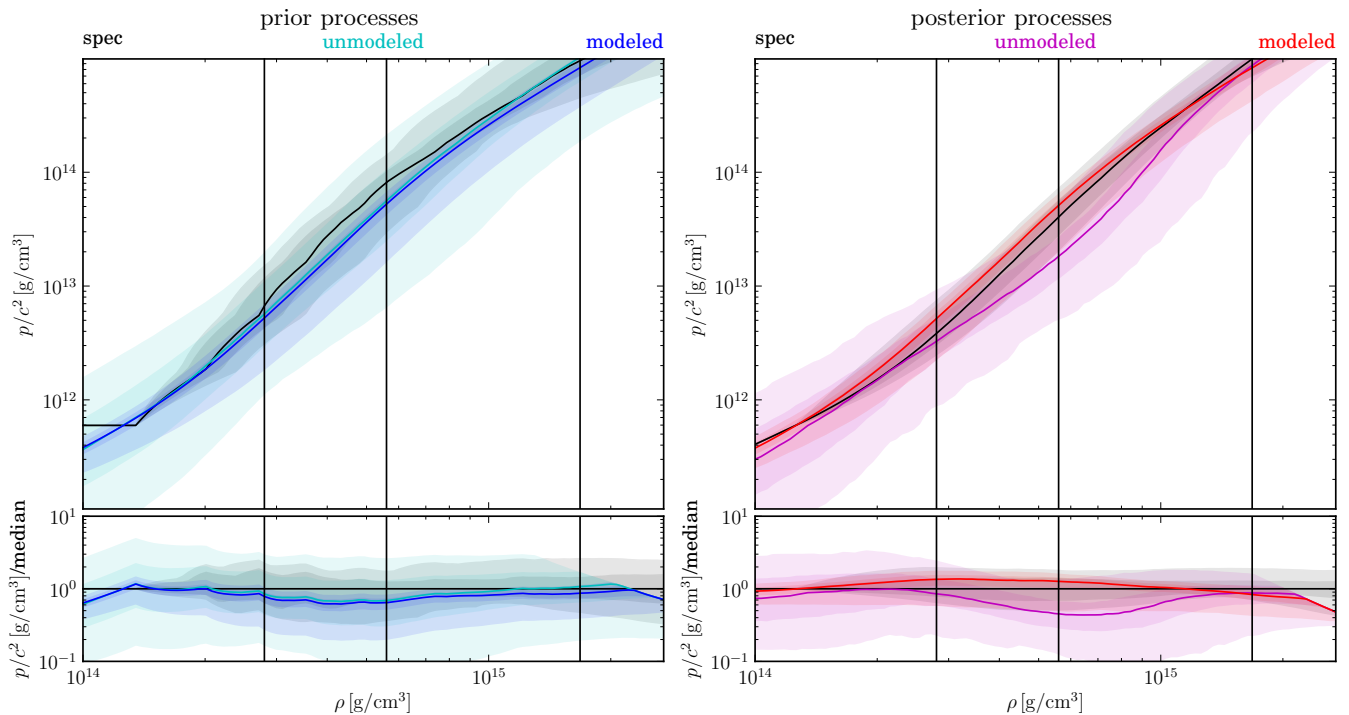 prior processes
spec
unmodeled
modeled
10^14
10^13
10^12
p/c^2 [g/cm^3]
10^1
10^0
10^−1
p/c^2 [g/cm^3]/median
10^14
10^15
ρ [g/cm^3]
posterior processes
spec
unmodeled
modeled
10^14
10^13
10^12
p/c^2 [g/cm^3]
10^1
10^0
10^−1
p/c^2 [g/cm^3]/median
10^14
10^15
ρ [g/cm^3]